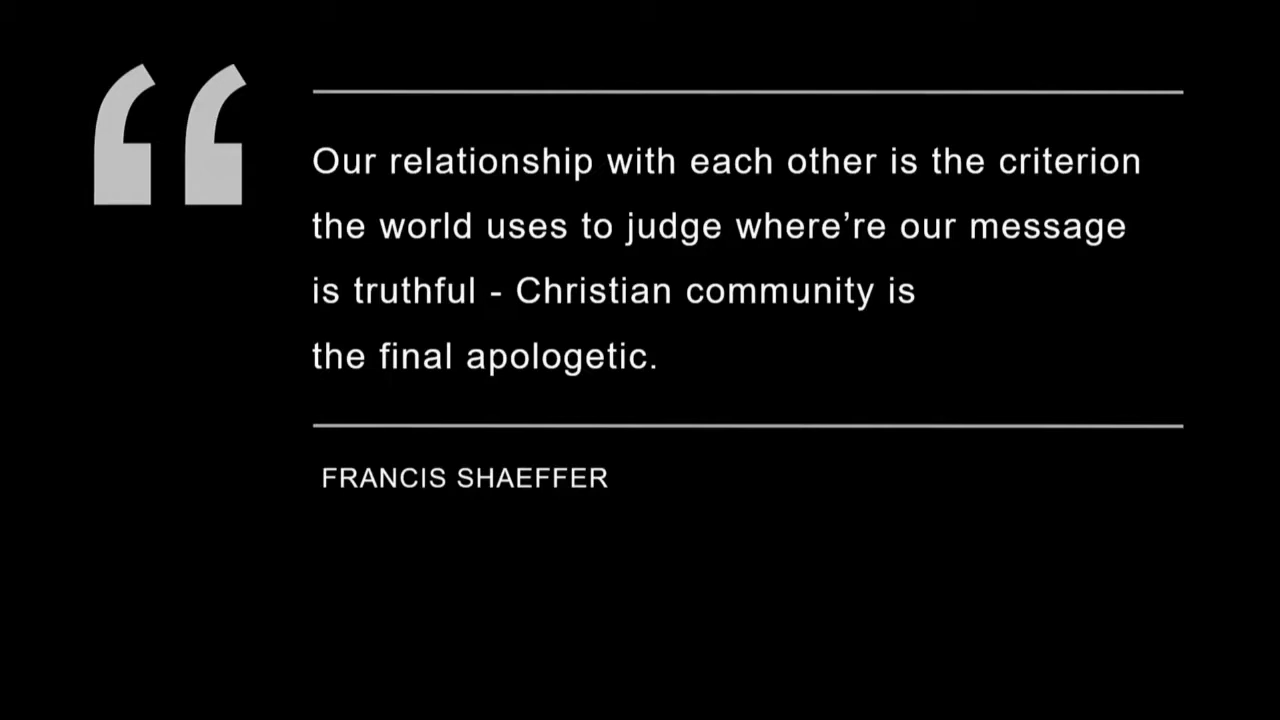 “
Our relationship with each other is the criterion
the world uses to judge where’re our message
is truthful - Christian community is
the final apologetic.
FRANCIS SHAEFFER